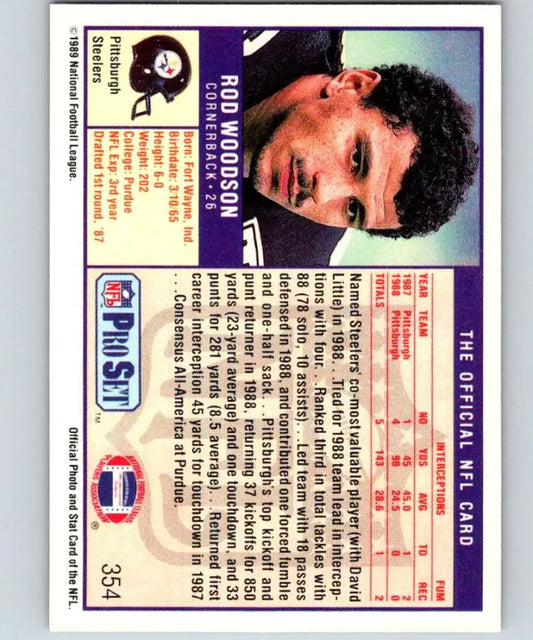 THE OFFICIAL NFL CARD
ROD WOODSON
CORNERBACK • 26
Pittsburgh
Steelers
Born: Fort Wayne, Ind.
Birthdate: 3/10/65
Height: 6-0
Weight: 202
College: Purdue
NFL Exp: 3rd year
Drafted 1st round, '87
INTERCEPTIONS FUM
YEAR TEAM NO YDS AVG TD REC
1987 Pittsburgh 1 45 45.0 1 2
1988 Pittsburgh 4 98 24.5 0 0
TOTALS 5 143 28.6 1 2
Named Steelers' co-most valuable player (with David
Little) in 1988. . .Tied for 1988 team lead in intercep-
tions with four. . .Ranked third in total tackles with
88 (78 solo, 10 assists). . .Led team with 18 passes
defensed in 1988, and contributed one forced fumble
and one-half sack. . .Pittsburgh's top kickoff and
punt returner in 1988, returning 37 kickoffs for 850
yards (23-yard average) and one touchdown, and 33
punts for 281 yards (8.5 average). . .Returned first
career interception 45 yards for touchdown in 1987
. . .Consensus All-America at Purdue.
NFL PRO SET ™
NATIONAL FOOTBALL LEAGUE
PLAYERS ASSOCIATION
®
354
© 1989 National Football League.
Official Photo and Stat Card of the NFL.